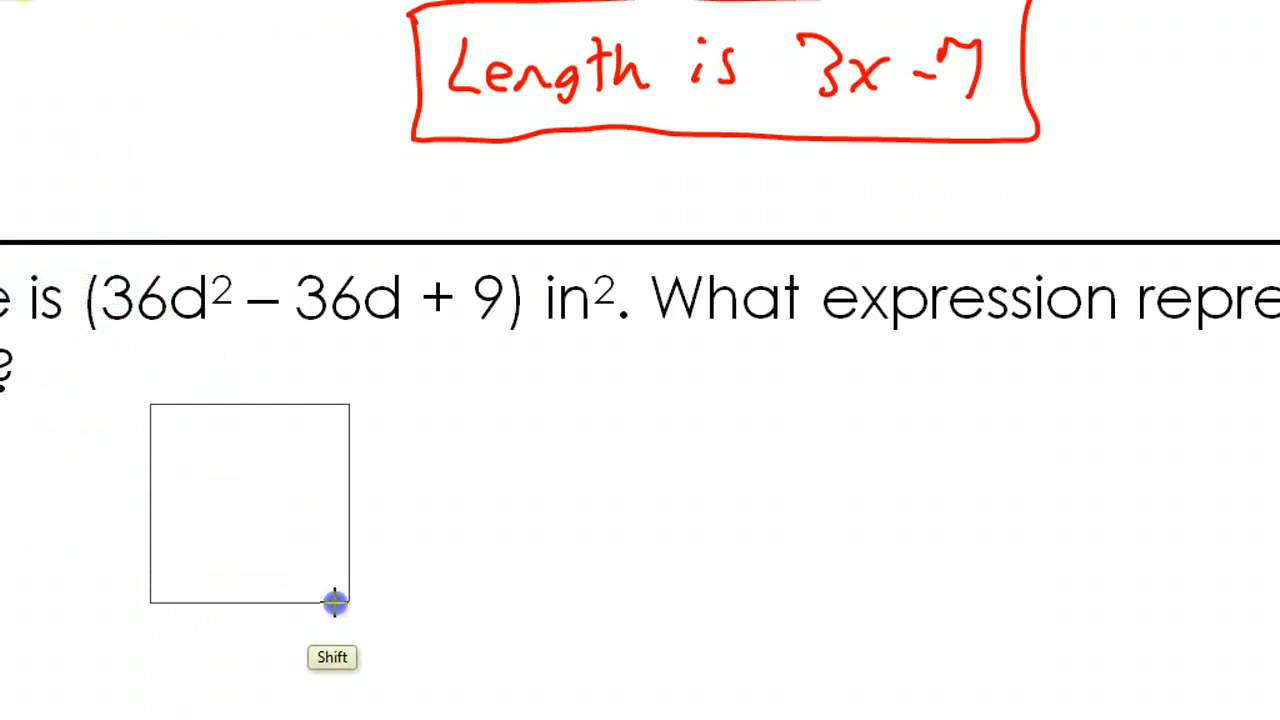 Length is 3x - 7
e is (36d² – 36d + 9) in². What expression repre
?
Shift